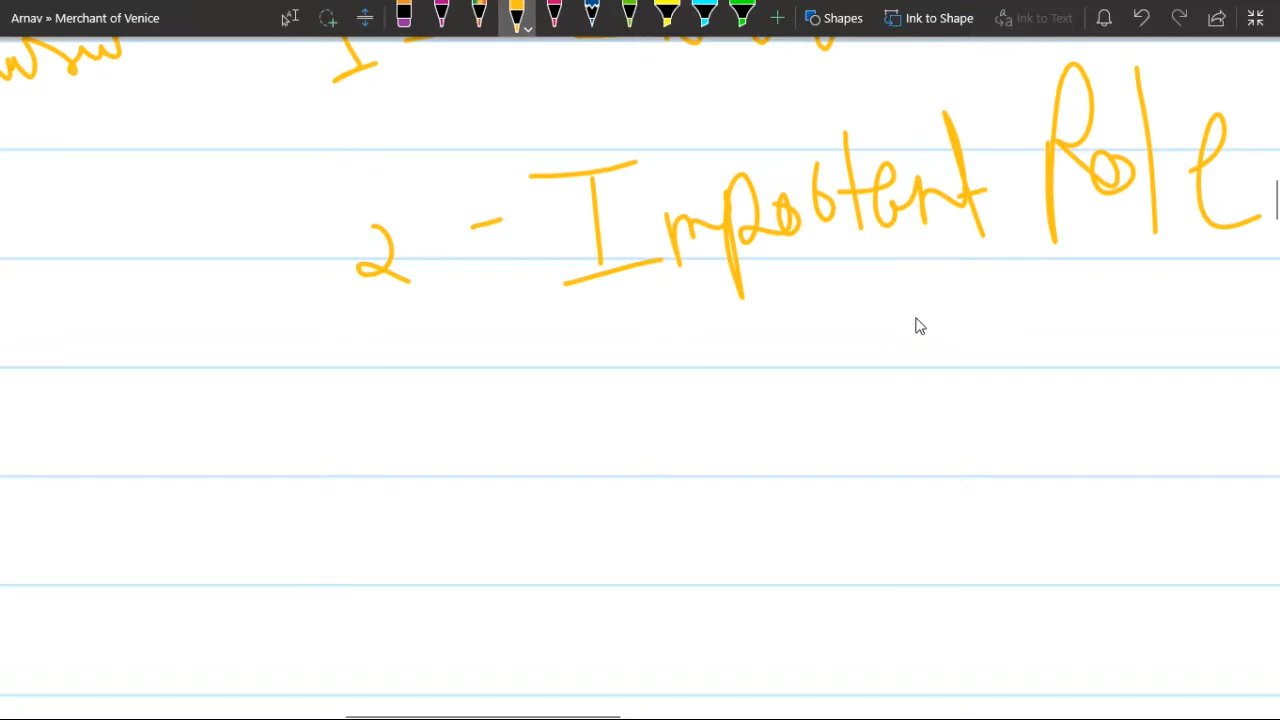 Arnav » Merchant of Venice
Shapes
Ink to Shape
Ink to Text
2 - Important Role